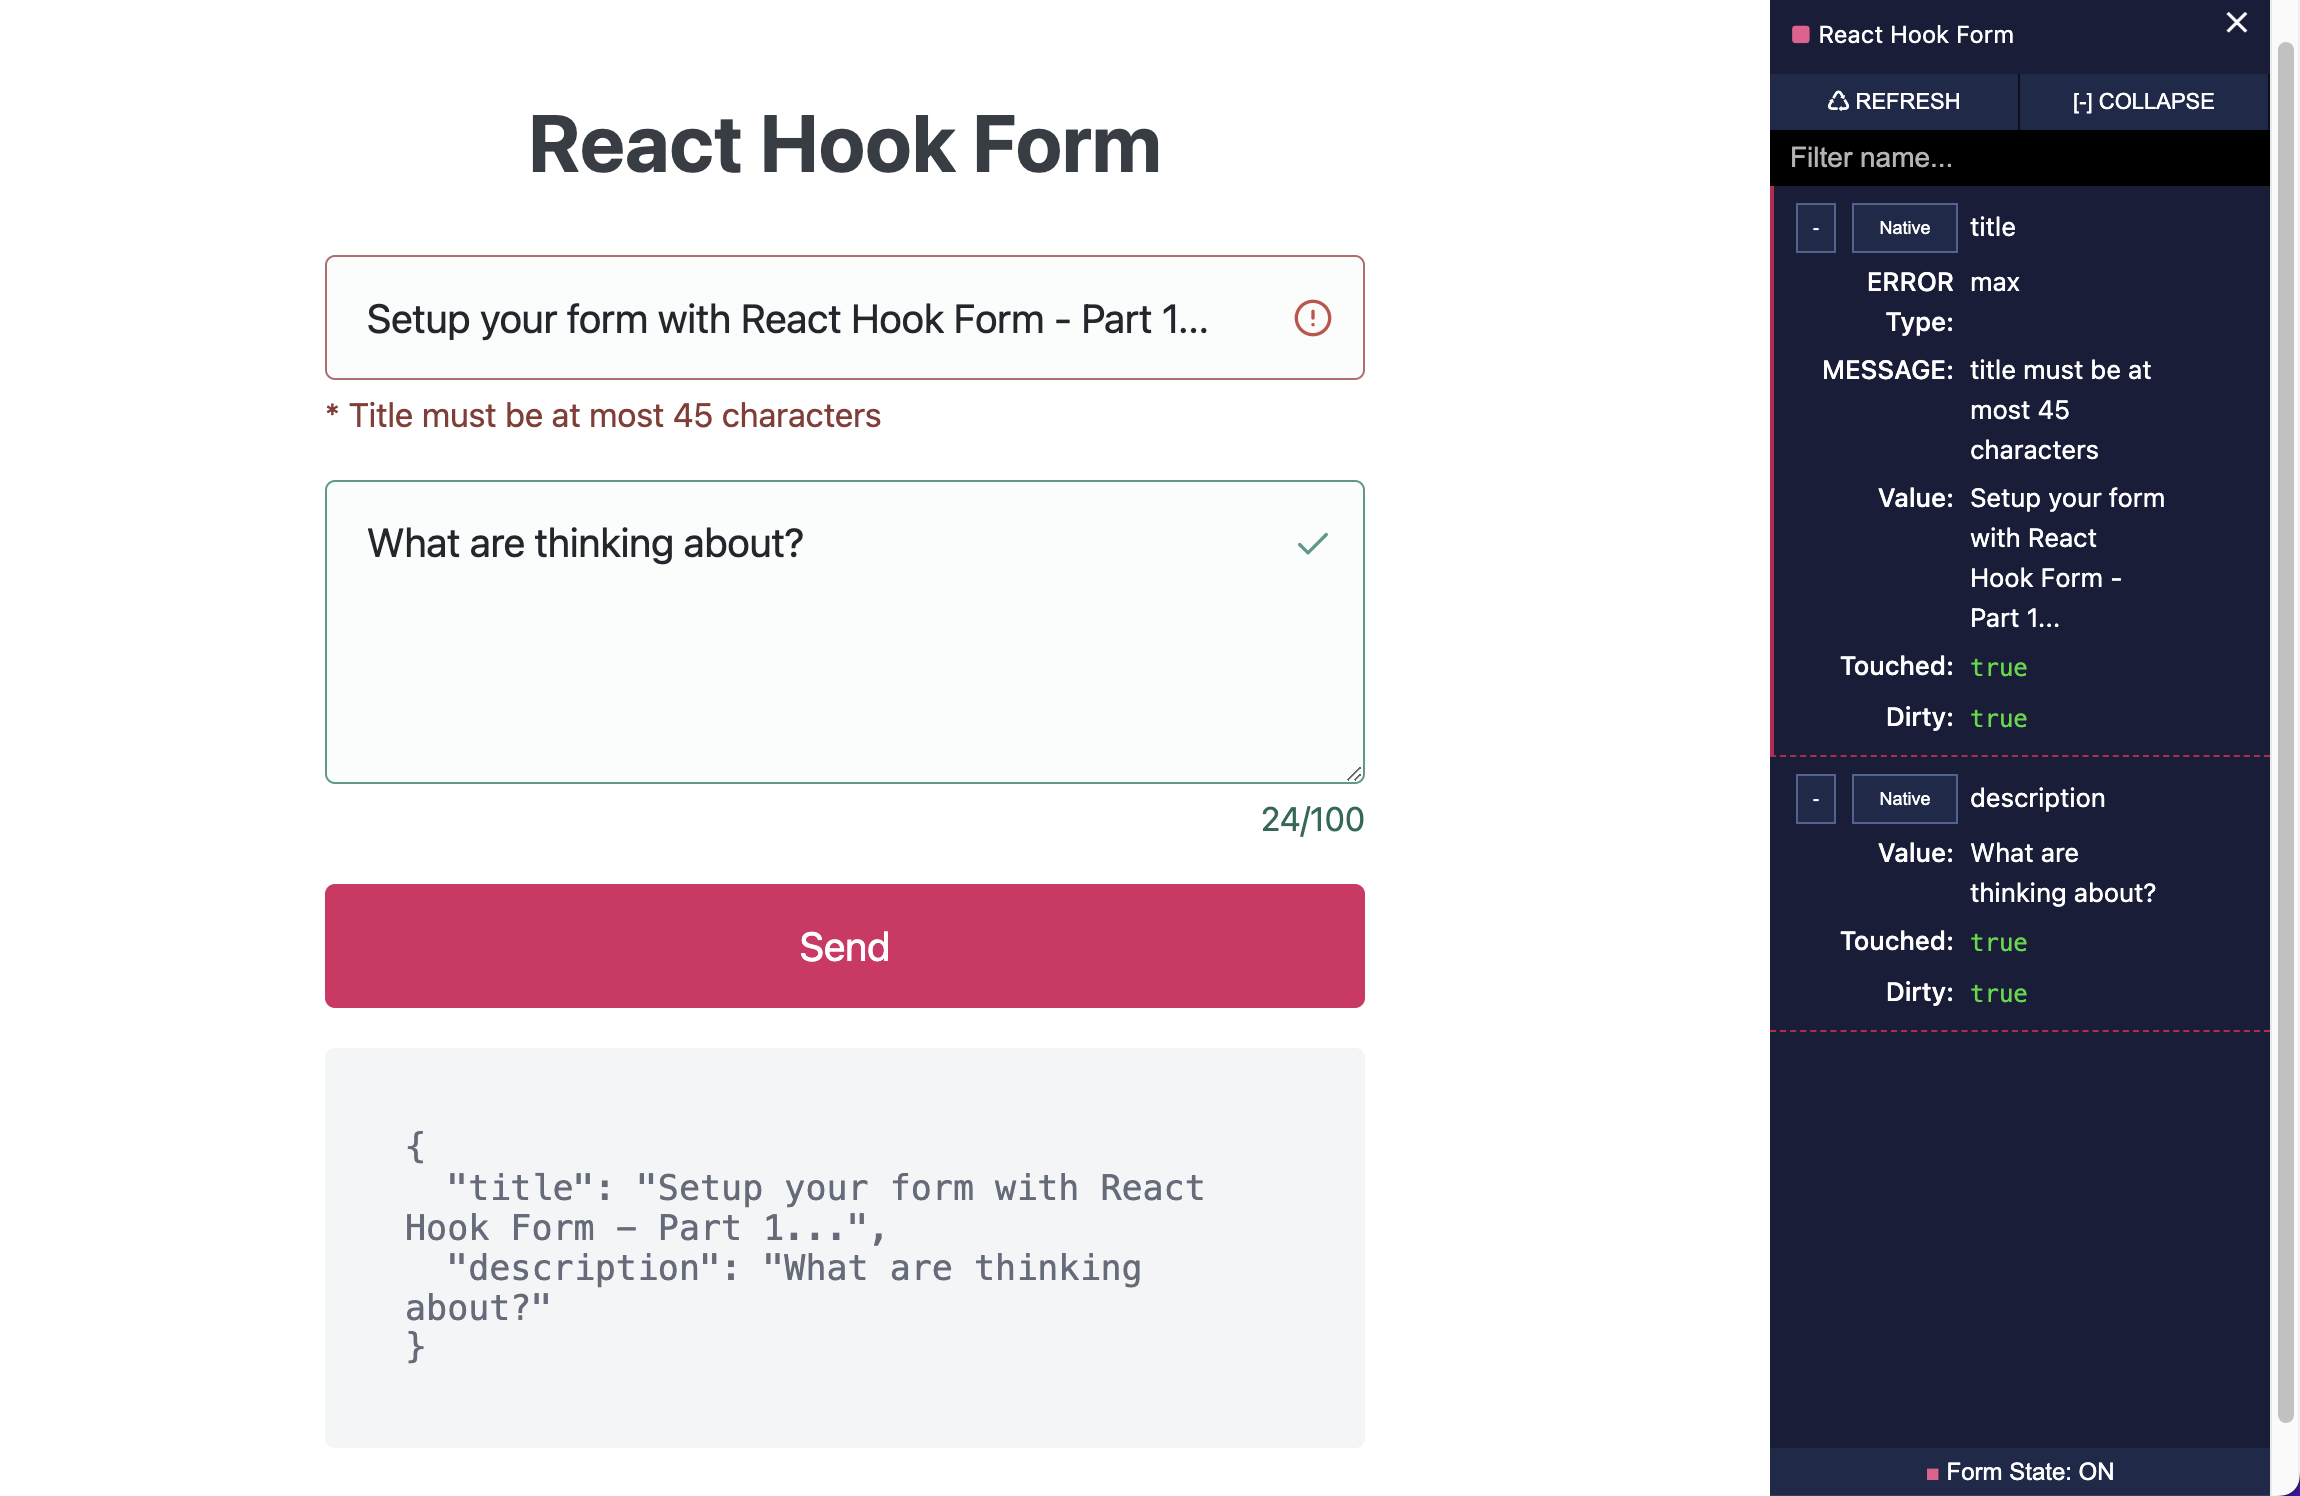 React Hook Form
Setup your form with React Hook Form - Part 1...
* Title must be at most 45 characters
What are thinking about?
24/100
Send
{
"title": "Setup your form with React
Hook Form – Part 1...",
"description": "What are thinking
about?"
}
React Hook Form
REFRESH
[-] COLLAPSE
Filter name...
- Native title
ERROR max
Type:
MESSAGE: title must be at
most 45
characters
Value: Setup your form
with React
Hook Form -
Part 1...
Touched: true
Dirty: true
- Native description
Value: What are
thinking about?
Touched: true
Dirty: true
Form State: ON